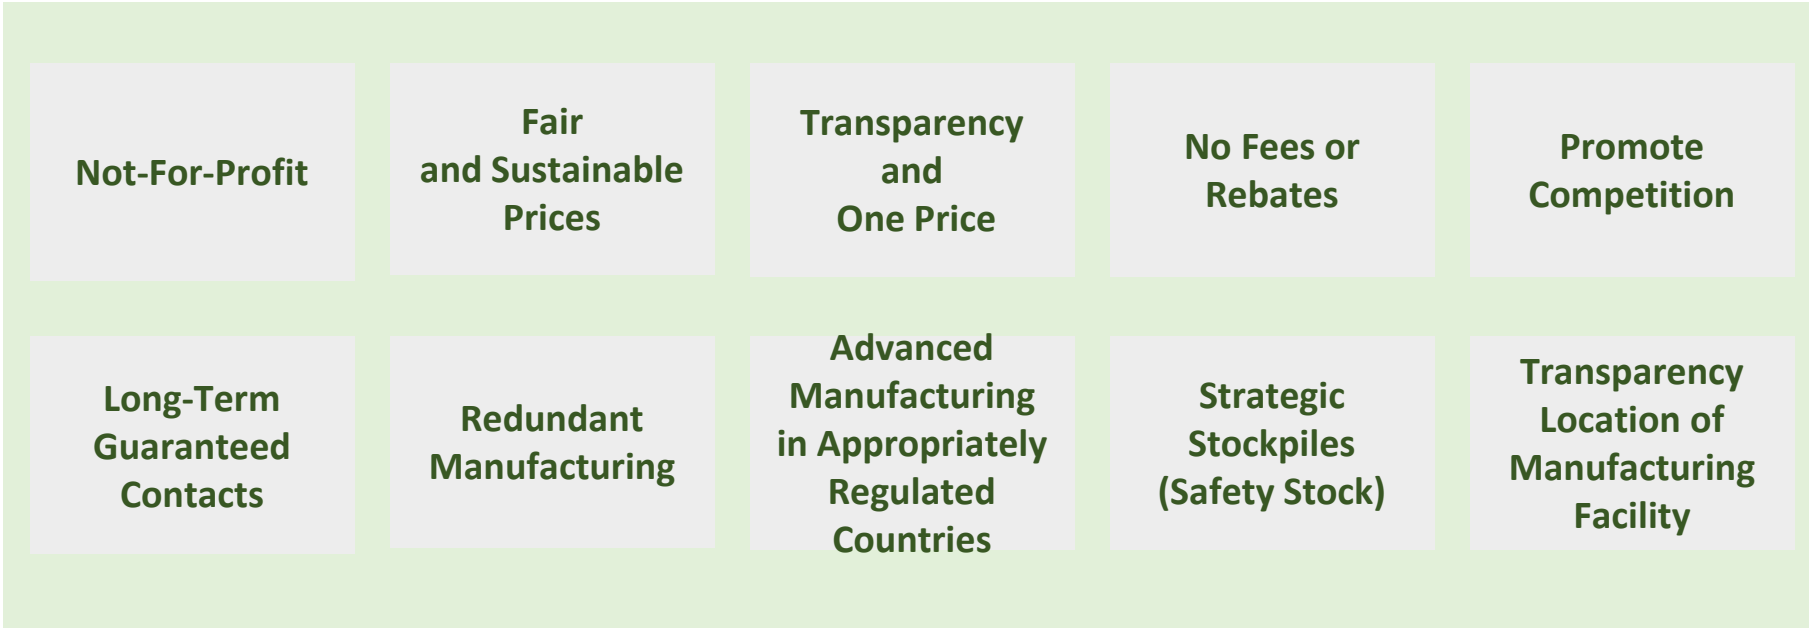 Not-For-Profit
Fair
and Sustainable
Prices
Transparency
and
One Price
No Fees or
Rebates
Promote
Competition
Long-Term
Guaranteed
Contacts
Redundant
Manufacturing
Advanced
Manufacturing
in Appropriately
Regulated
Countries
Strategic
Stockpiles
(Safety Stock)
Transparency
Location of
Manufacturing
Facility